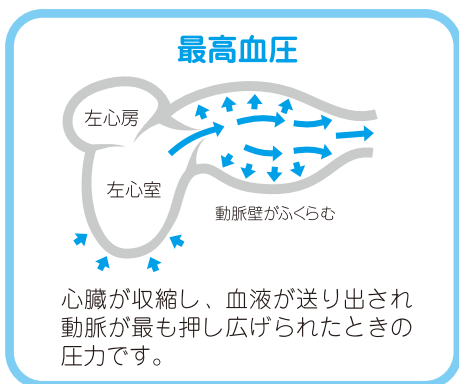 最高血圧
左心房
左心室
動脈壁がふくらむ
心臓が収縮し、血液が送り出され
動脈が最も押し広げられたときの
圧力です。